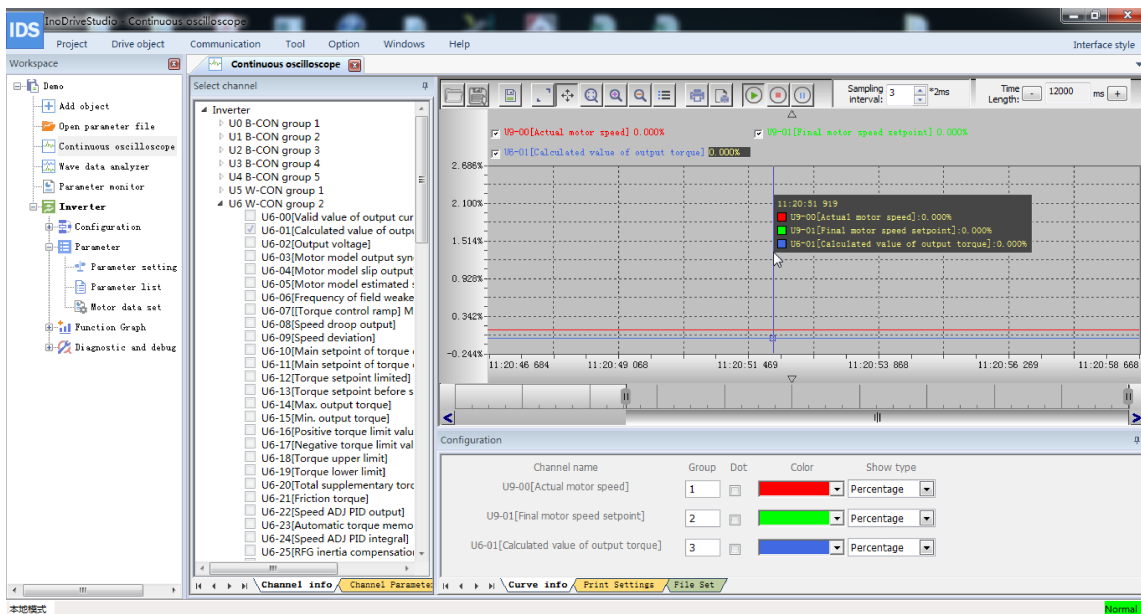 IDS
InoDriveStudio - Continuous oscilloscope
Project Drive object Communication Tool Option Windows Help Interface style
Workspace
Demo
Add object
Open parameter file
Continuous oscilloscope
Wave data analyzer
Parameter monitor
Inverter
Configuration
Parameter
Parameter setting
Parameter list
Motor data set
Function Graph
Diagnostic and debug
Continuous oscilloscope
Select channel
Inverter
U0 B-CON group 1
U1 B-CON group 2
U2 B-CON group 3
U3 B-CON group 4
U4 B-CON group 5
U5 W-CON group 1
U6 W-CON group 2
U6-00[Valid value of output cur
U6-01[Calculated value of outpu
U6-02[Output voltage]
U6-03[Motor model output syn
U6-04[Motor model slip output
U6-05[Motor model estimated s
U6-06[Frequency of field weake
U6-07[[Torque control ramp] M
U6-08[Speed droop output]
U6-09[Speed deviation]
U6-10[Main setpoint of torque
U6-11[Main setpoint of torque
U6-12[Torque setpoint limited]
U6-13[Torque setpoint before s
U6-14[Max. output torque]
U6-15[Min. output torque]
U6-16[Positive torque limit valu
U6-17[Negative torque limit val
U6-18[Torque upper limit]
U6-19[Torque lower limit]
U6-20[Total supplementary torq
U6-21[Friction torque]
U6-22[Speed ADJ PID output]
U6-23[Automatic torque memo
U6-24[Speed ADJ PID integral]
U6-25[RFG inertia compensation
Channel info Channel Paramete
Sampling interval: 3 *2ms
Time Length: - 12000 ms +
U9-00[Actual motor speed] 0.000% U9-01[Final motor speed setpoint] 0.000%
U6-01[Calculated value of output torque] 0.000%
2.686%
2.100%
1.514%
0.928%
0.342%
-0.244%
11:20:51 919
U9-00[Actual motor speed]:0.000%
U9-01[Final motor speed setpoint]:0.000%
U6-01[Calculated value of output torque]:0.000%
11:20:46 684 11:20:49 068 11:20:51 469 11:20:53 868 11:20:56 269 11:20:58 668
Configuration
Channel name Group Dot Color Show type
U9-00[Actual motor speed] 1 Percentage
U9-01[Final motor speed setpoint] 2 Percentage
U6-01[Calculated value of output torque] 3 Percentage
Curve info Print Settings File Set
本地模式 Normal